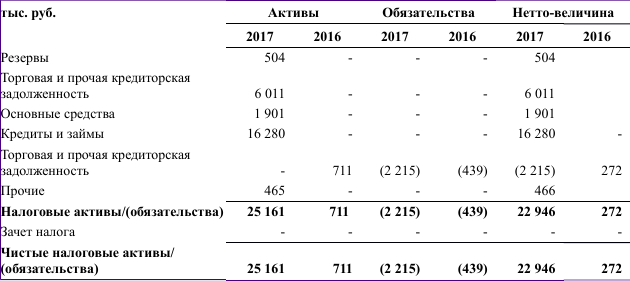 тыс. руб. Активы Обязательства Нетто-величина
2017 2016 2017 2016 2017 2016
Резервы 504 - - - 504
Торговая и прочая кредиторская
задолженность 6 011 - - - 6 011
Основные средства 1 901 - - - 1 901
Кредиты и займы 16 280 - - - 16 280 -
Торговая и прочая кредиторская
задолженность - 711 (2 215) (439) (2 215) 272
Прочие 465 - - - 466
Налоговые активы/(обязательства) 25 161 711 (2 215) (439) 22 946 272
Зачет налога - - - - - -
Чистые налоговые активы/
(обязательства) 25 161 711 (2 215) (439) 22 946 272